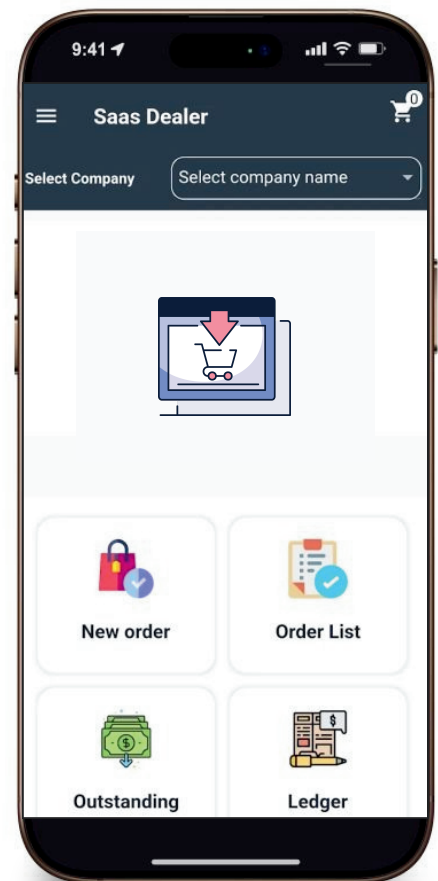 9:41
Saas Dealer
0
Select Company
Select company name
New order
Order List
$
$
Outstanding
Ledger